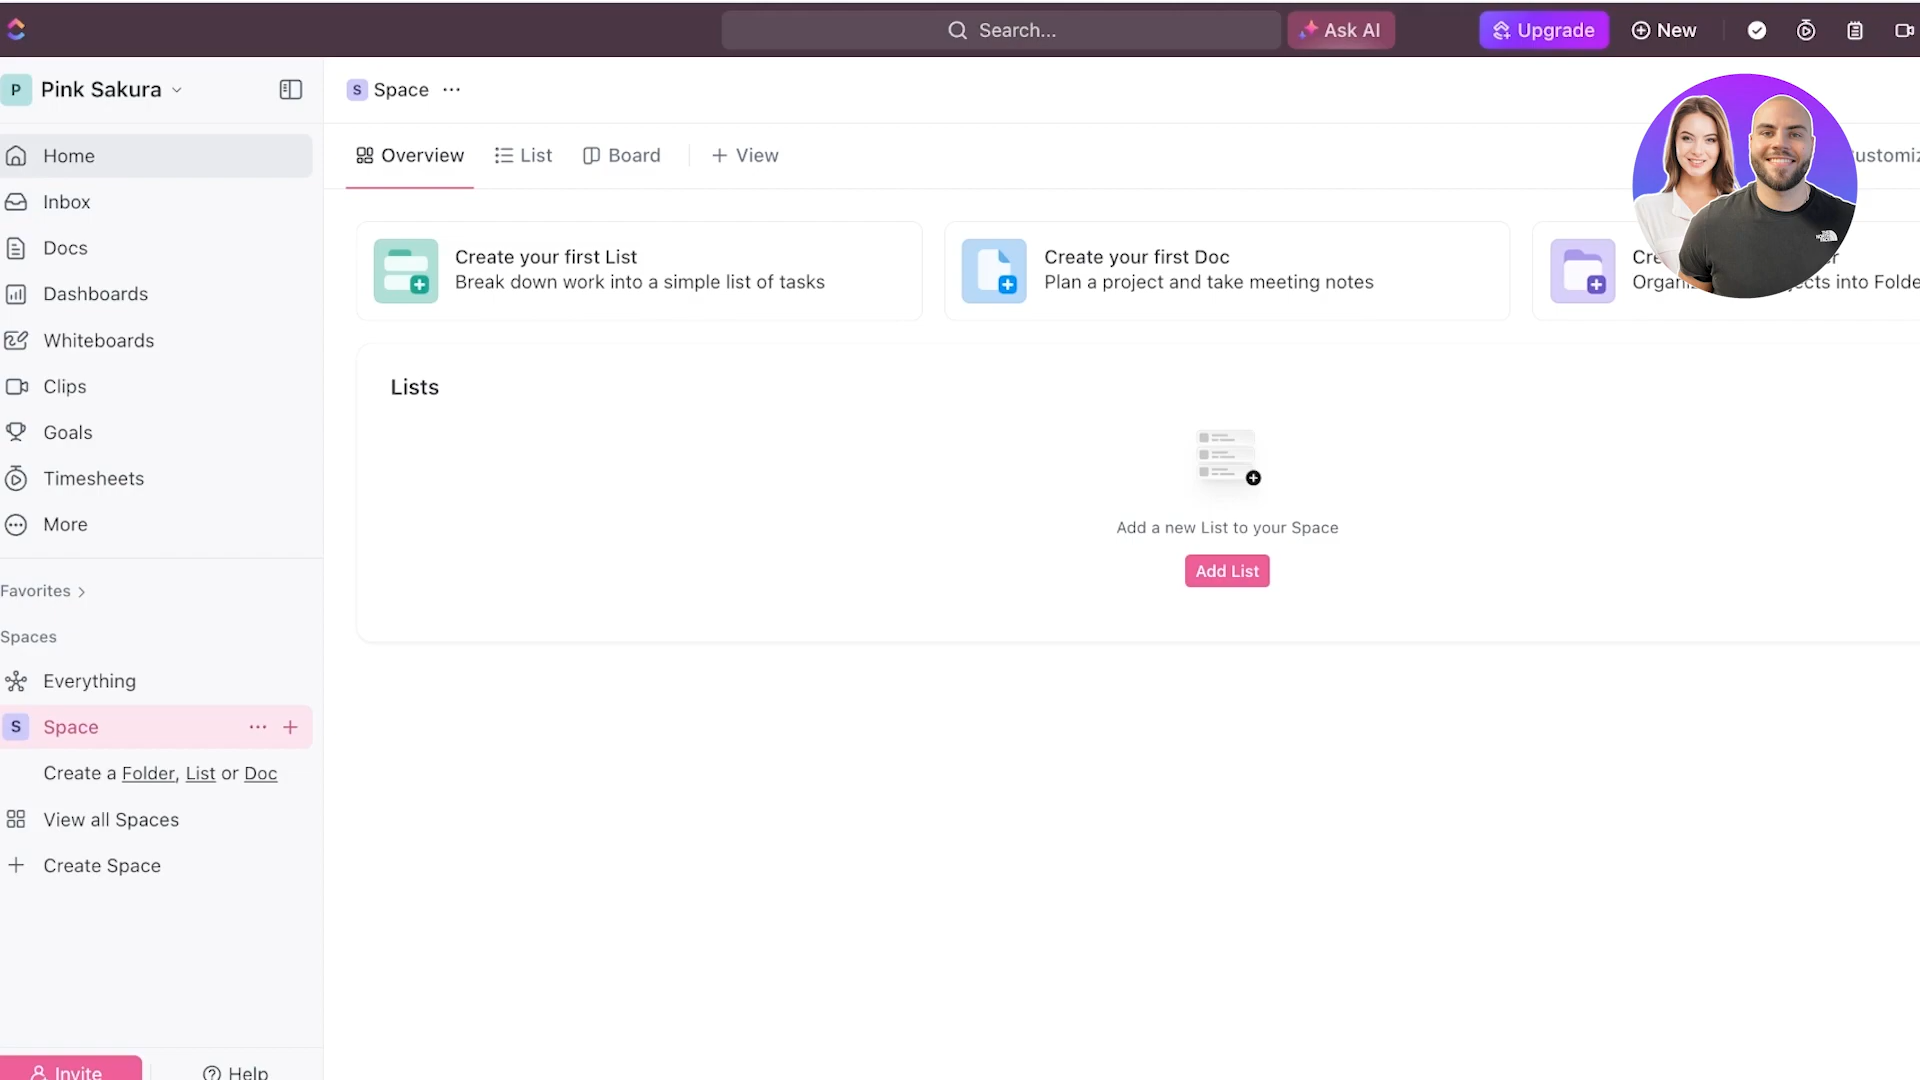 Search...
Ask AI
Upgrade
New
P Pink Sakura
S Space
Home
Inbox
Docs
Dashboards
Whiteboards
Clips
Goals
Timesheets
More
Favorites
Spaces
Everything
S Space
Create a Folder, List or Doc
View all Spaces
Create Space
Invite
Help
Overview
List
Board
+ View
Create your first List
Break down work into a simple list of tasks
Create your first Doc
Plan a project and take meeting notes
into Folde
Lists
Add a new List to your Space
Add List